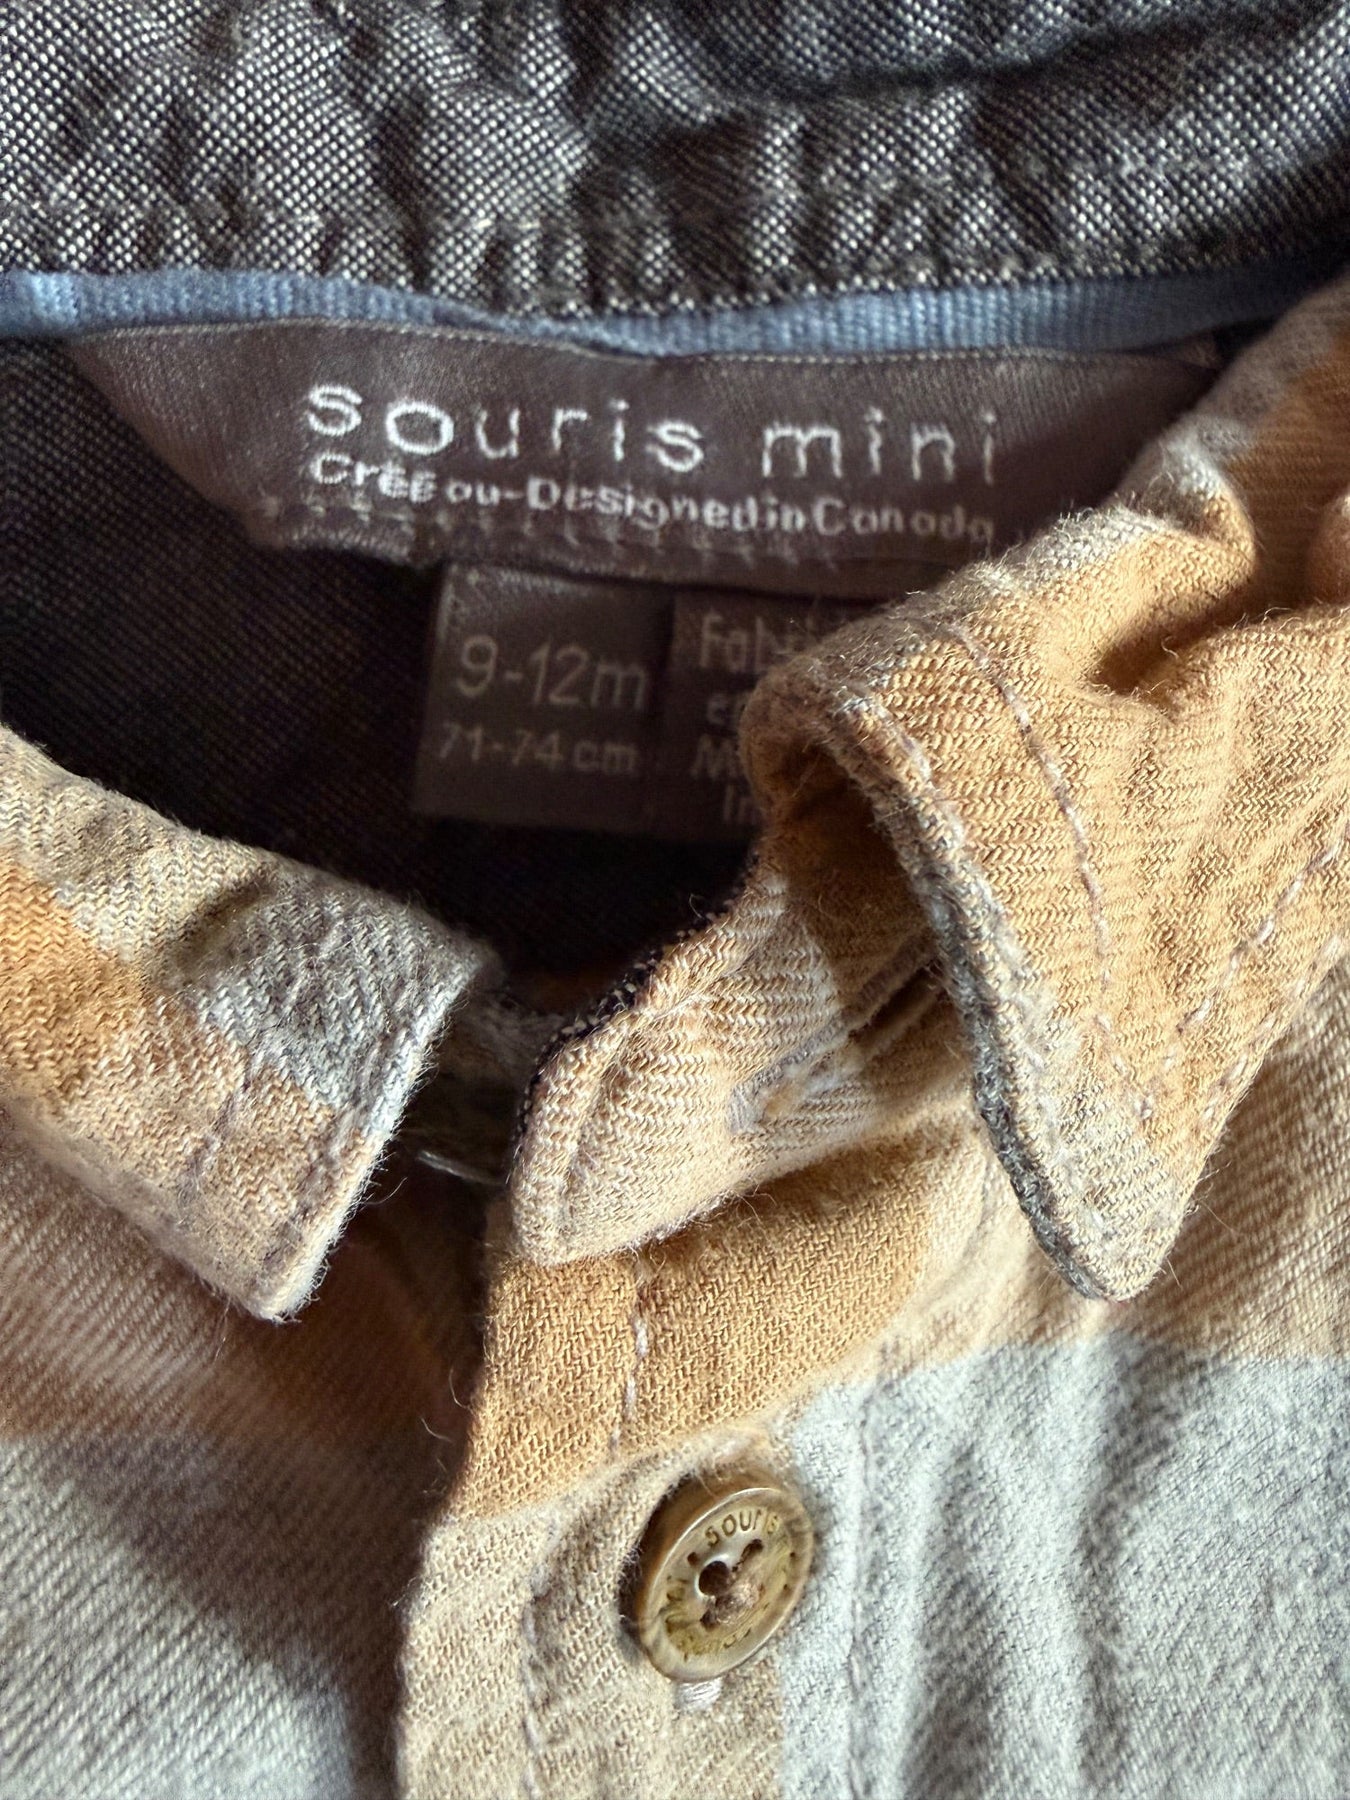 souris mini
Créé au-Designed in Canada
9-12m
71-74 cm
souris